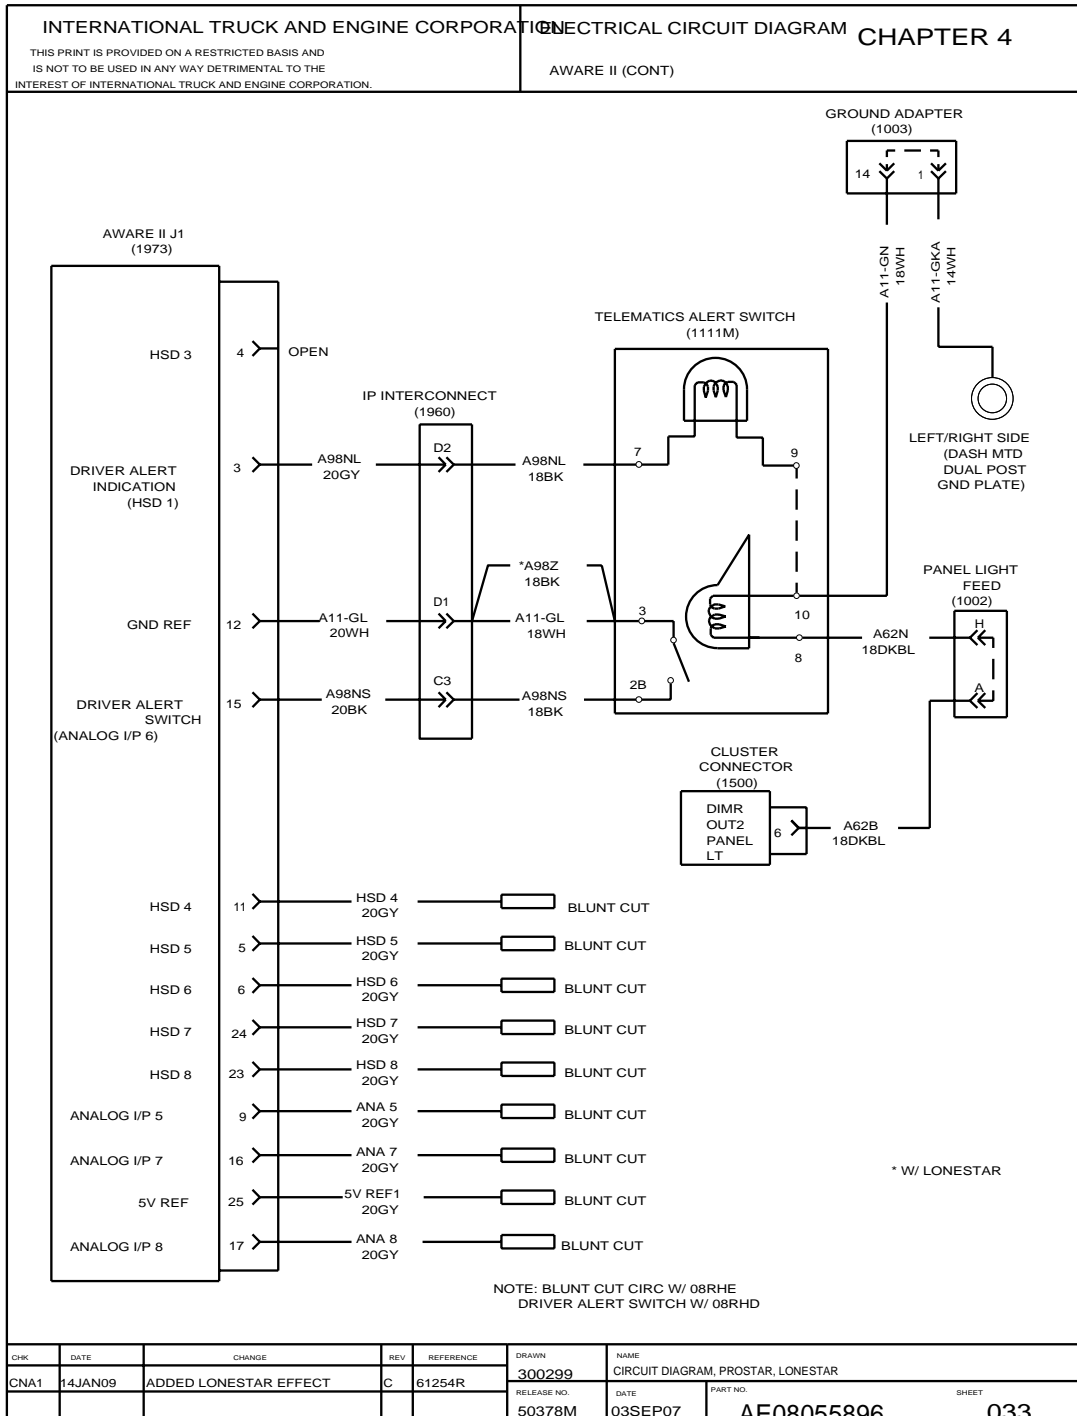 INTERNATIONAL TRUCK AND ENGINE CORPORATION
THIS PRINT IS PROVIDED ON A RESTRICTED BASIS AND
IS NOT TO BE USED IN ANY WAY DETRIMENTAL TO THE
INTEREST OF INTERNATIONAL TRUCK AND ENGINE CORPORATION.
ELECTRICAL CIRCUIT DIAGRAM
CHAPTER 4
AWARE II (CONT)
GROUND ADAPTER
(1003)
14
1
A11-GN
18WH
A11-GKA
14WH
LEFT/RIGHT SIDE
(DASH MTD
DUAL POST
GND PLATE)
AWARE II J1
(1973)
HSD 3
4
OPEN
TELEMATICS ALERT SWITCH
(1111M)
IP INTERCONNECT
(1960)
DRIVER ALERT
INDICATION
(HSD 1)
3
A98NL
20GY
D2
A98NL
18BK
7
9
*A98Z
18BK
GND REF
12
A11-GL
20WH
D1
A11-GL
18WH
3
10
8
PANEL LIGHT
FEED
(1002)
H
A
A62N
18DKBL
DRIVER ALERT
SWITCH
(ANALOG I/P 6)
15
A98NS
20BK
C3
A98NS
18BK
2B
CLUSTER
CONNECTOR
(1500)
DIMR
OUT2
PANEL
LT
6
A62B
18DKBL
HSD 4
11
HSD 4
20GY
BLUNT CUT
HSD 5
5
HSD 5
20GY
BLUNT CUT
HSD 6
6
HSD 6
20GY
BLUNT CUT
HSD 7
24
HSD 7
20GY
BLUNT CUT
HSD 8
23
HSD 8
20GY
BLUNT CUT
ANALOG I/P 5
9
ANA 5
20GY
BLUNT CUT
ANALOG I/P 7
16
ANA 7
20GY
BLUNT CUT
5V REF
25
5V REF1
20GY
BLUNT CUT
ANALOG I/P 8
17
ANA 8
20GY
BLUNT CUT
* W/ LONESTAR
NOTE: BLUNT CUT CIRC W/ 08RHE
DRIVER ALERT SWITCH W/ 08RHD
CHK
DATE
CHANGE
REV
REFERENCE
CNA1
14JAN09
ADDED LONESTAR EFFECT
C
61254R
DRAWN
300299
NAME
CIRCUIT DIAGRAM, PROSTAR, LONESTAR
RELEASE NO.
50378M
DATE
03SEP07
PART NO.
AE08055896
SHEET
033